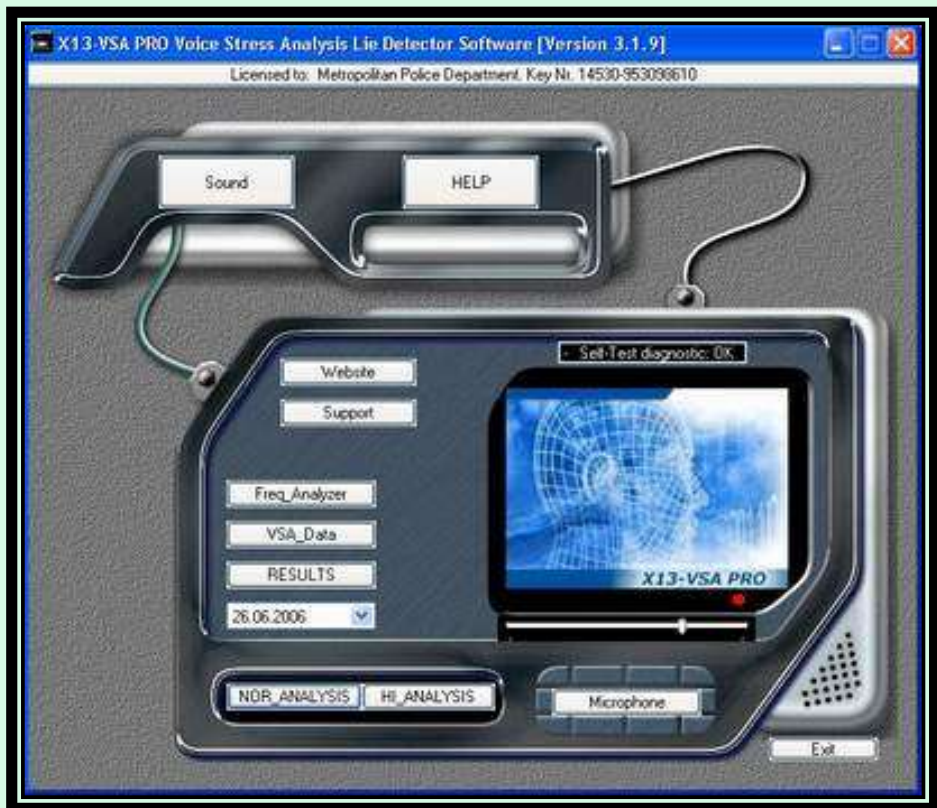 X13-VSA PRO Voice Stress Analysis Lie Detector Software [Version 3.1.9]
Licensed to: Metropolitan Police Department. Key Nr. 14530-953098610
Sound
HELP
- Self-Test diagnostic: OK
Website
Support
Freq_Analyzer
VSA_Data
RESULTS
26.06.2006
X13-VSA PRO
NOR_ANALYSIS
HI_ANALYSIS
Microphone
Exit